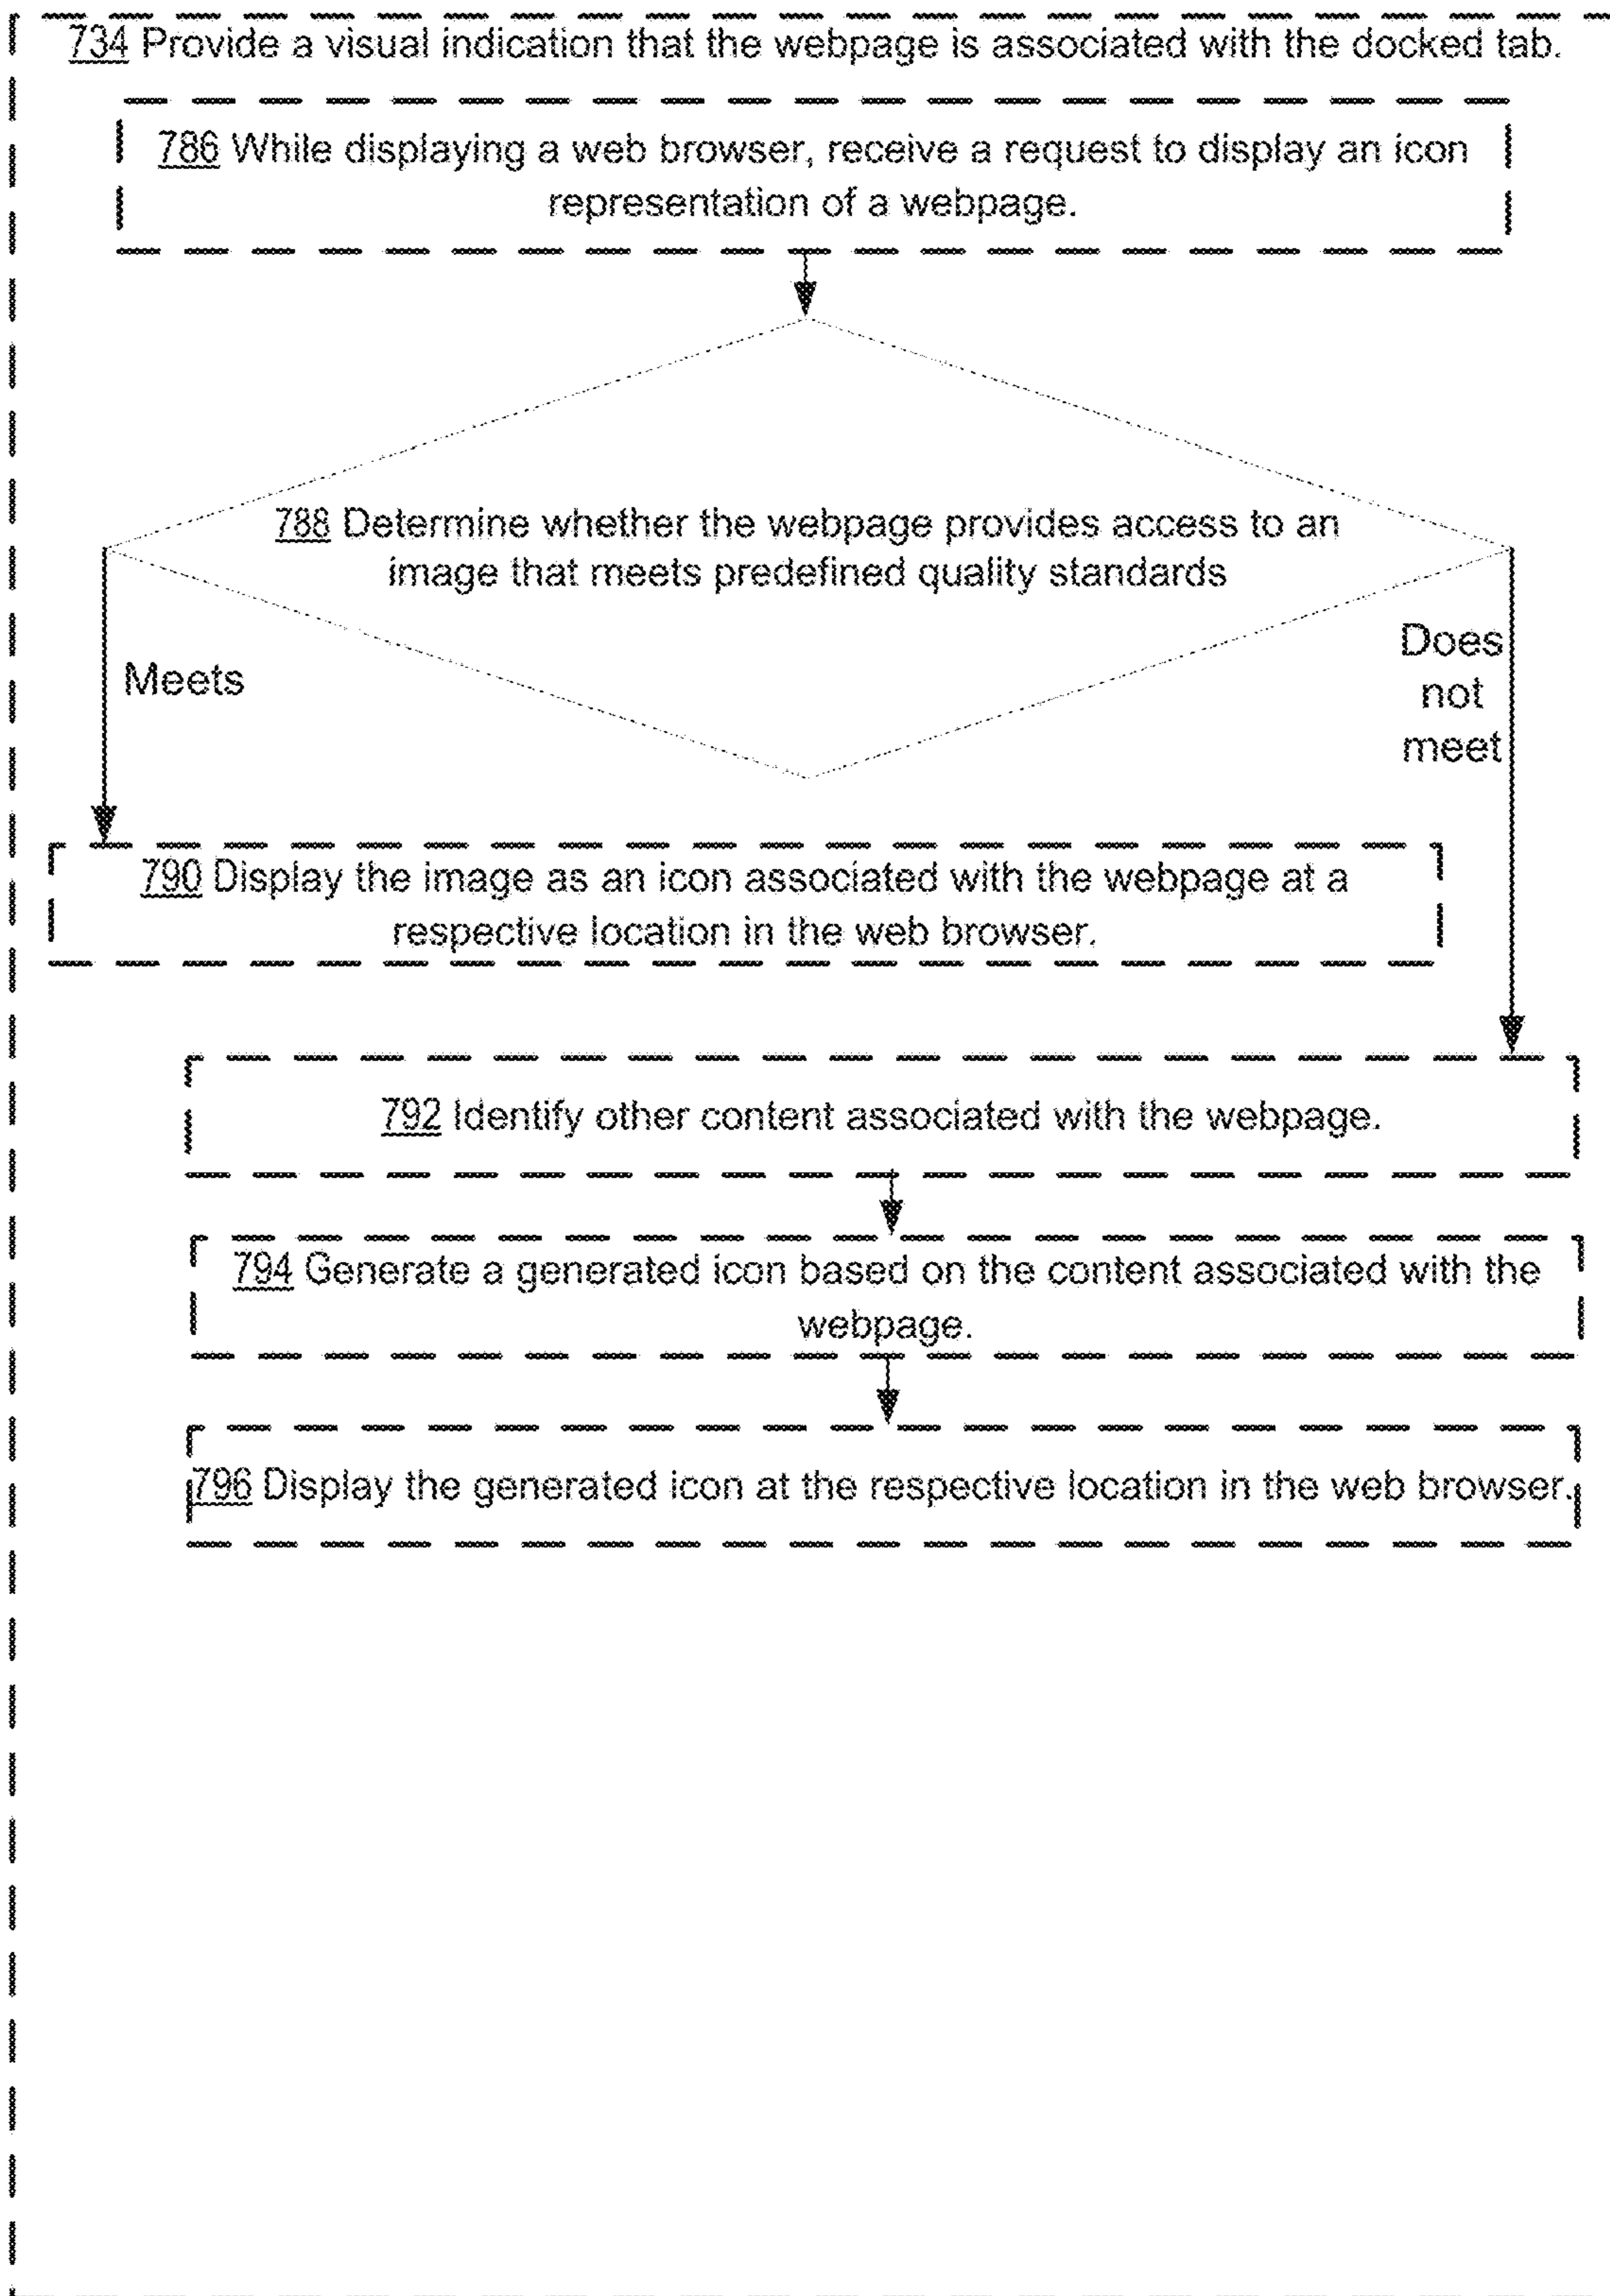 734 Provide a visual indication that the webpage is associated with the docked tab.
786 While displaying a web browser, receive a request to display an icon
representation of a webpage.
788 Determine whether the webpage provides access to an
image that meets predefined quality standards
Meets
Does
not
meet
790 Display the image as an icon associated with the webpage at a
respective location in the web browser.
792 Identify other content associated with the webpage.
794 Generate a generated icon based on the content associated with the
webpage.
796 Display the generated icon at the respective location in the web browser.